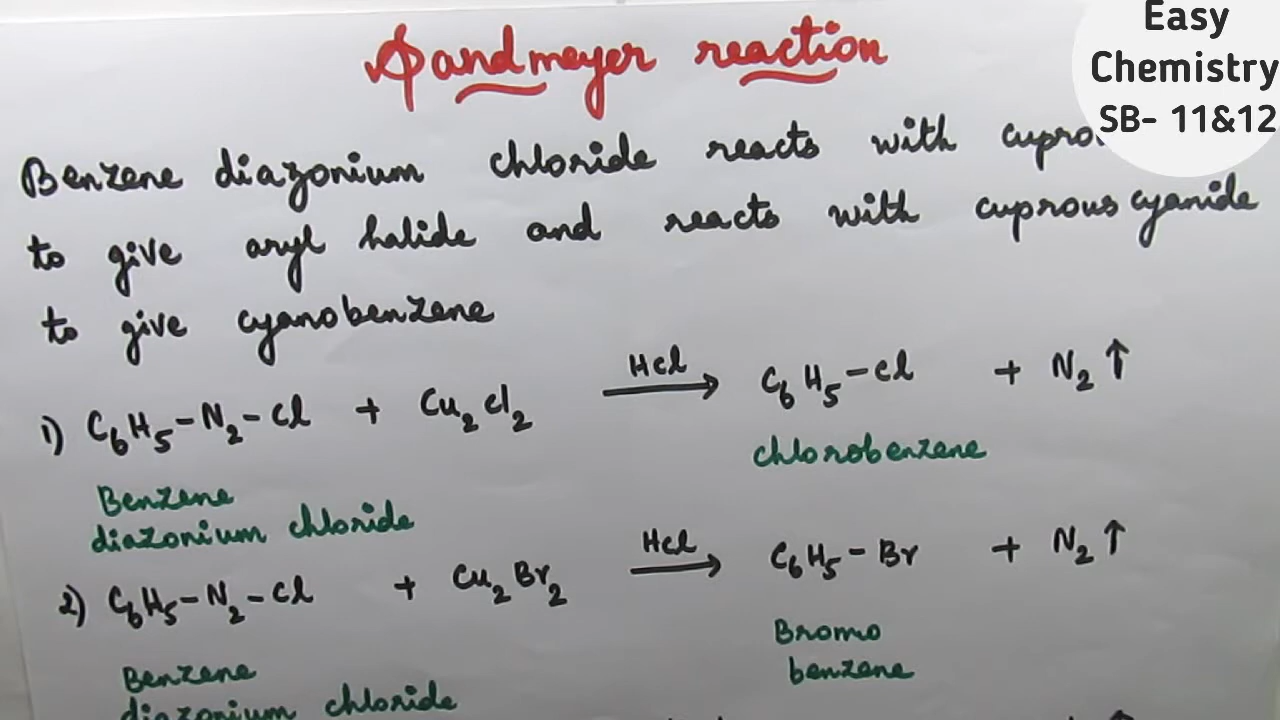 Sandmeyer reaction
Easy
Chemistry
SB- 11&12
Benzene diazonium chloride reacts with
to give aryl halide and reacts with cuprous cyanide
to give cyanobenzene
1) C₆H₅-N₂-Cl + Cu₂Cl₂ HCl → C₆H₅-Cl + N₂↑
Benzene
diazonium chloride
chlorobenzene
2) C₆H₅-N₂-Cl + Cu₂Br₂ HCl → C₆H₅-Br + N₂↑
Benzene
diazonium chloride
Bromo
benzene